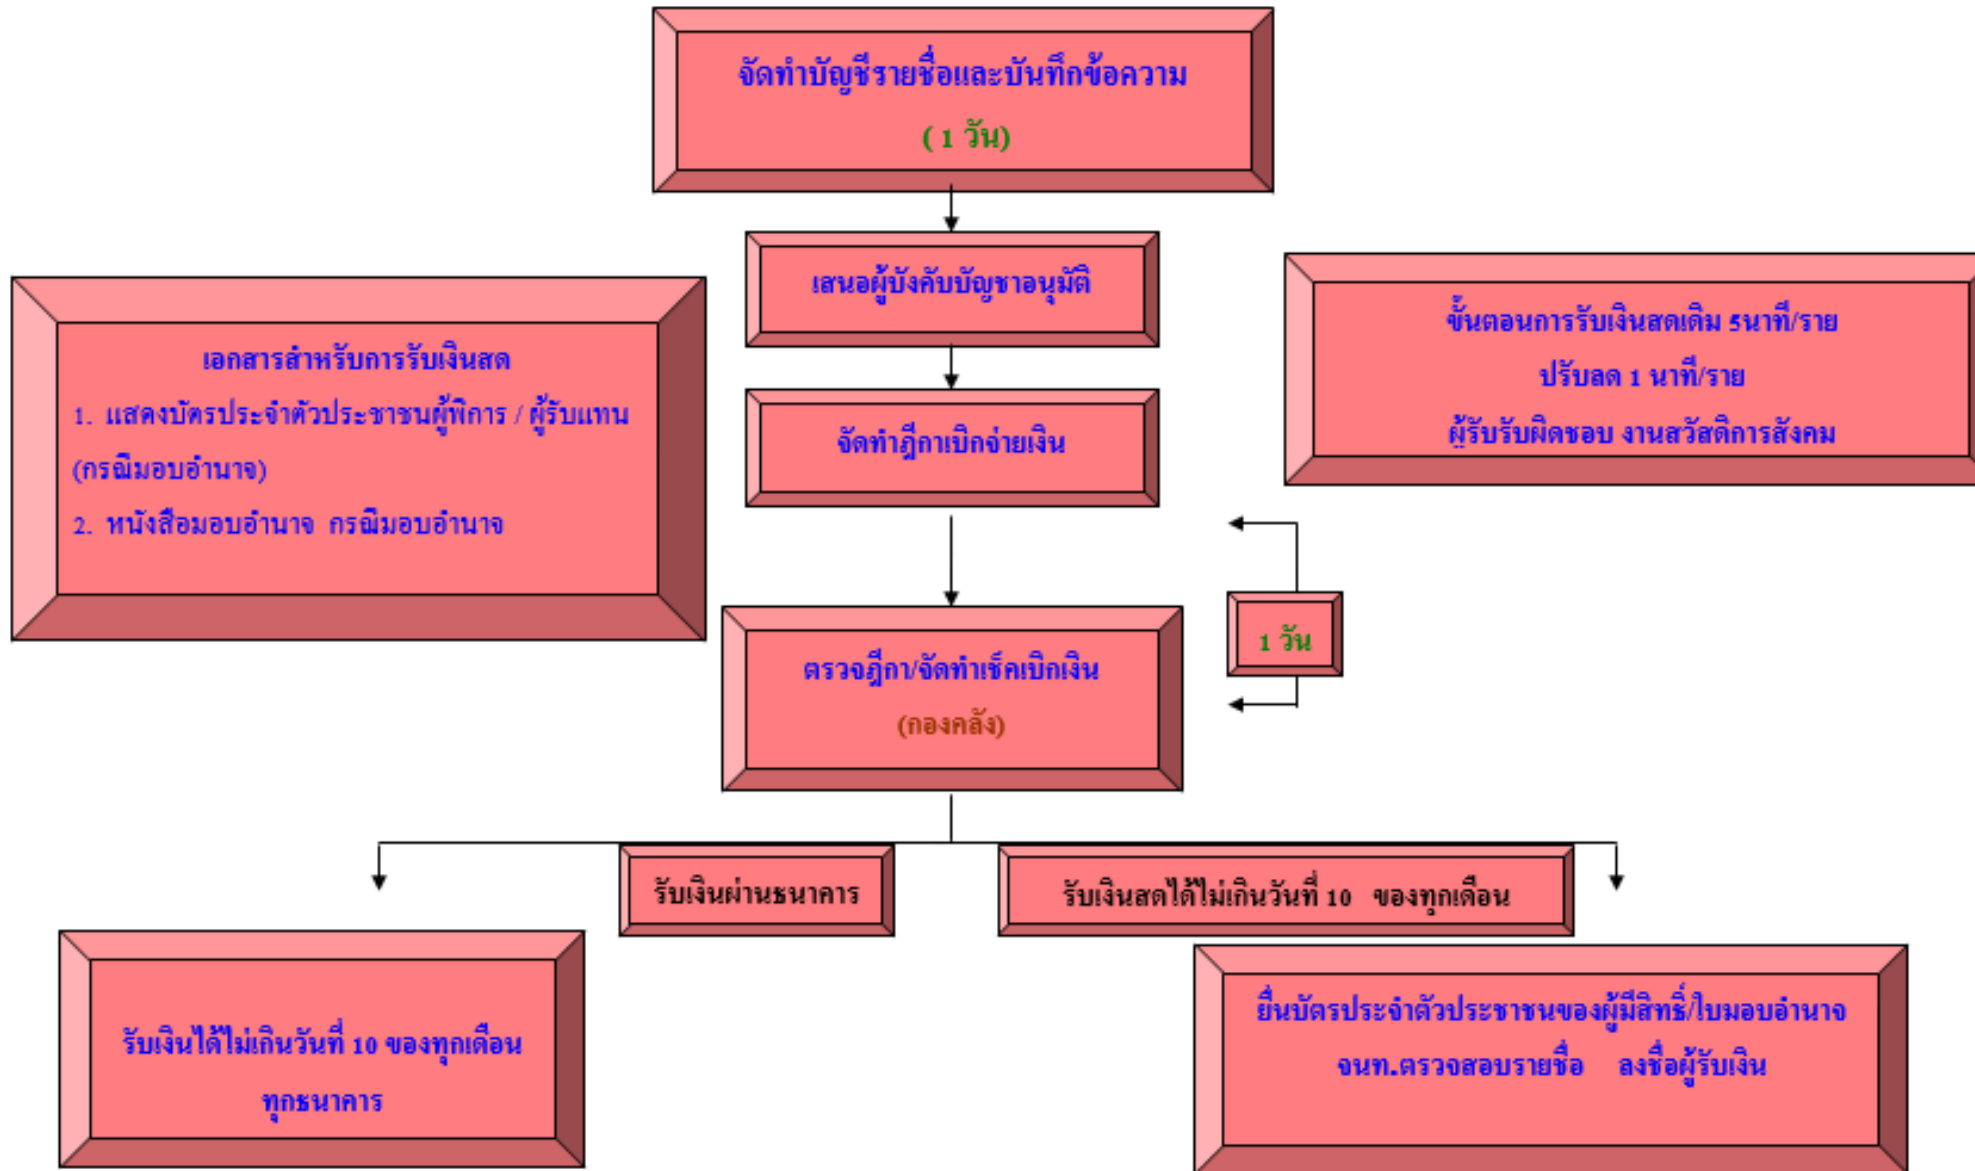 จัดทำบัญชีรายชื่อและบันทึกข้อความ
( 1 วัน)
เสนอผู้บังคับบัญชาอนุมัติ
เอกสารสำหรับการรับเงินสด
1. แสดงบัตรประจำตัวประชาชนผู้พิการ / ผู้รับแทน
(กรณีมอบอำนาจ)
2. หนังสือมอบอำนาจ กรณีมอบอำนาจ
ขั้นตอนการรับเงินสดเดิม 5นาที/ราย
ปรับลด 1 นาที/ราย
ผู้รับรับผิดชอบ งานสวัสดิการสังคม
จัดทำฎีกาเบิกจ่ายเงิน
1 วัน
ตรวจฎีกา/จัดทำเช็คเบิกเงิน
(กองคลัง)
รับเงินผ่านธนาคาร
รับเงินสดได้ไม่เกินวันที่ 10 ของทุกเดือน
รับเงินได้ไม่เกินวันที่ 10 ของทุกเดือน
ทุกธนาคาร
ยื่นบัตรประจำตัวประชาชนของผู้มีสิทธิ์/ใบมอบอำนาจ
จนท.ตรวจสอบรายชื่อ ลงชื่อผู้รับเงิน